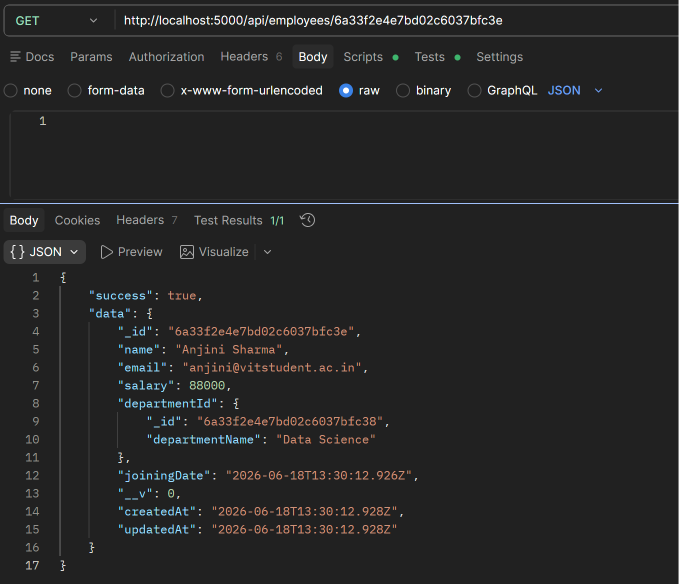 GET http://localhost:5000/api/employees/6a33f2e4e7bd02c6037bfc3e
Docs Params Authorization Headers 6 Body Scripts Tests Settings
none form-data x-www-form-urlencoded raw binary GraphQL JSON
1
Body Cookies Headers 7 Test Results 1/1
{} JSON Preview Visualize
1 {
2 "success": true,
3 "data": {
4 "_id": "6a33f2e4e7bd02c6037bfc3e",
5 "name": "Anjini Sharma",
6 "email": "anjini@vitstudent.ac.in",
7 "salary": 88000,
8 "departmentId": {
9 "_id": "6a33f2e4e7bd02c6037bfc38",
10 "departmentName": "Data Science"
11 },
12 "joiningDate": "2026-06-18T13:30:12.926Z",
13 "__v": 0,
14 "createdAt": "2026-06-18T13:30:12.928Z",
15 "updatedAt": "2026-06-18T13:30:12.928Z"
16 }
17 }